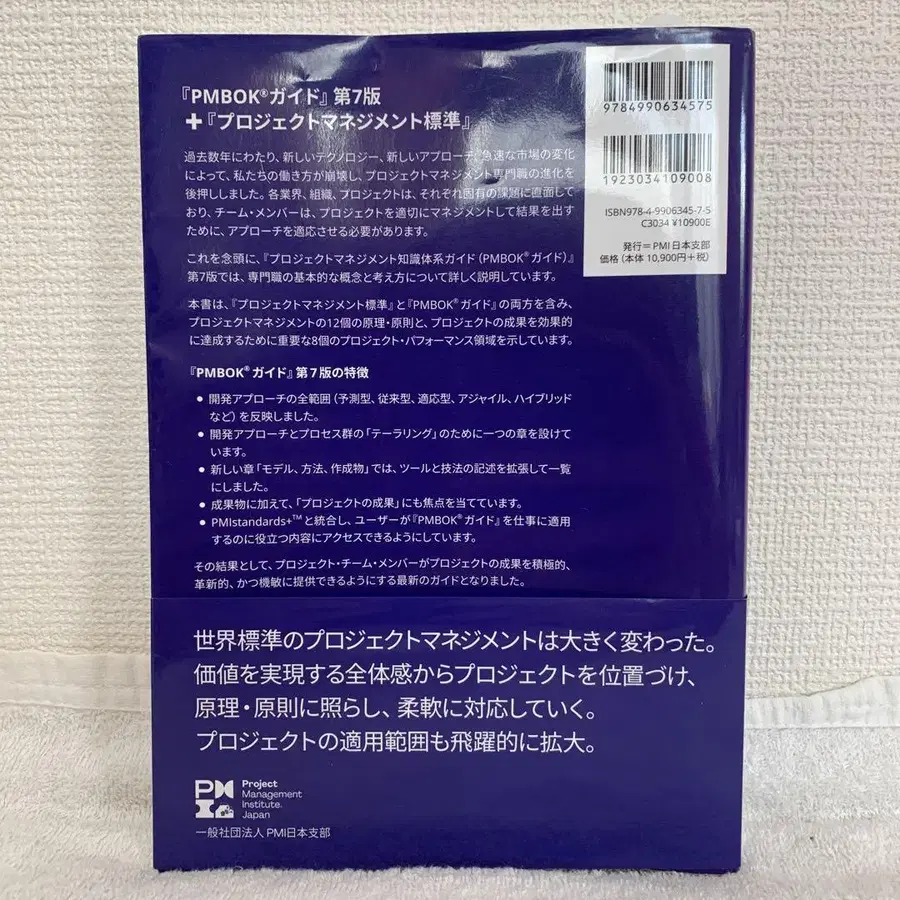 『PMBOK®ガイド』第7版
+『プロジェクトマネジメント標準』
過去数年にわたり、新しいテクノロジー、新しいアプローチ、急速な市場の変化
によって、私たちの働き方が崩壊し、プロジェクトマネジメント専門職の進化を
後押ししました。各業界、組織、プロジェクトは、それぞれ固有の課題に直面して
おり、チーム・メンバーは、プロジェクトを適切にマネジメントして結果を出す
ために、アプローチを適応させる必要があります。
これを念頭に、『プロジェクトマネジメント知識体系ガイド(PMBOK®ガイド)』
第7版では、専門職の基本的な概念と考え方について詳しく説明しています。
本書は、『プロジェクトマネジメント標準』と『PMBOK®ガイド』の両方を含み、
プロジェクトマネジメントの12個の原理・原則と、プロジェクトの成果を効果的
に達成するために重要な8個のプロジェクト・パフォーマンス領域を示しています。
『PMBOK®ガイド』第7版の特徴
● 開発アプローチの全範囲(予測型、従来型、適応型、アジャイル、ハイブリッド
など)を反映しました。
● 開発アプローチとプロセス群の「テーラリング」のために一つの章を設けて
います。
● 新しい章「モデル、方法、作成物」では、ツールと技法の記述を拡張して一覧
にしました。
● 成果物に加えて、「プロジェクトの成果」にも焦点を当てています。
● PMIstandards+™と統合し、ユーザーが『PMBOK®ガイド』を仕事に適用
するのに役立つ内容にアクセスできるようにしています。
その結果として、プロジェクト・チーム・メンバーがプロジェクトの成果を積極的、
革新的、かつ機敏に提供できるようにする最新のガイドとなりました。
9784990634575
1923034109008
ISBN978-4-9906345-7-5
C3034 ¥10900E
発行=PMI日本支部
価格(本体 10,900円+税)
世界標準のプロジェクトマネジメントは大きく変わった。
価値を実現する全体感からプロジェクトを位置づけ、
原理・原則に照らし、柔軟に対応していく。
プロジェクトの適用範囲も飛躍的に拡大。
Project
Management
Institute.
Japan
一般社団法人 PMI日本支部